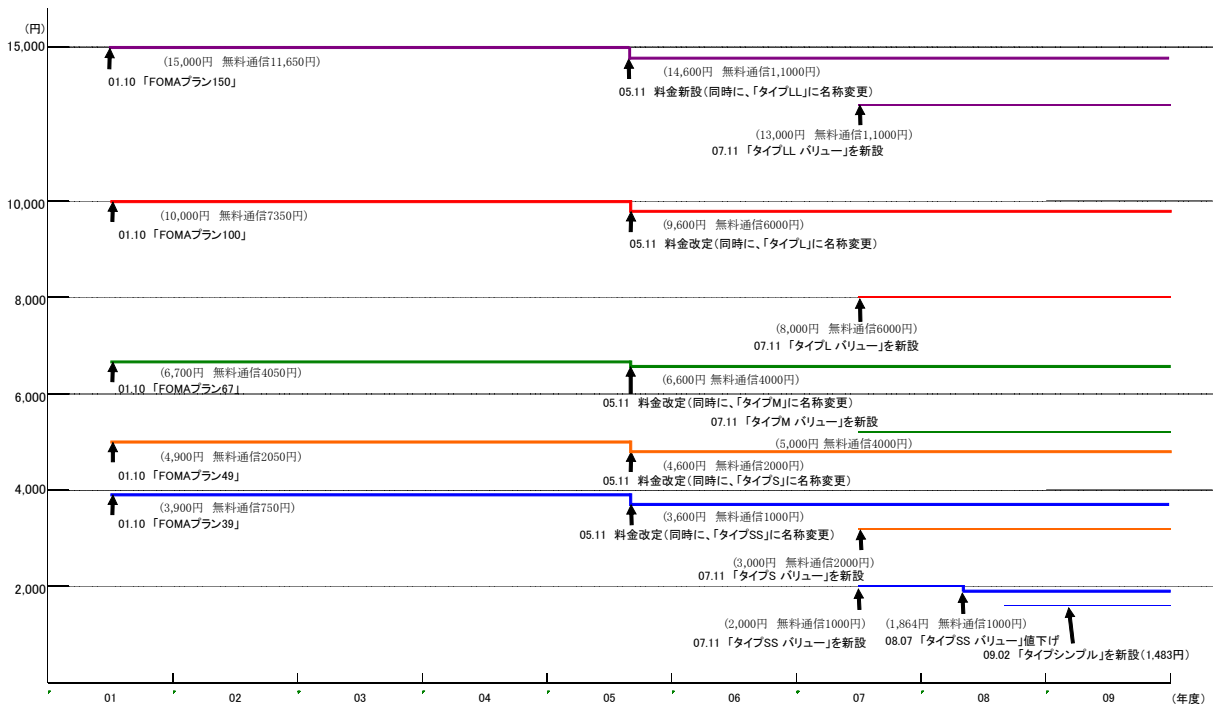 (円)
15,000
(15,000円 無料通信11,650円)
01.10 「FOMAプラン150」
(14,600円 無料通信1,1000円)
05.11 料金新設(同時に、「タイプLL」に名称変更)
(13,000円 無料通信1,1000円)
07.11 「タイプLL バリュー」を新設
10,000
(10,000円 無料通信7350円)
01.10 「FOMAプラン100」
(9,600円 無料通信6000円)
05.11 料金改定(同時に、「タイプL」に名称変更)
8,000
(8,000円 無料通信6000円)
07.11 「タイプL バリュー」を新設
(6,700円 無料通信4050円)
01.10 「FOMAプラン67」
(6,600円 無料通信4000円)
6,000
05.11 料金改定(同時に、「タイプM」に名称変更)
07.11 「タイプM バリュー」を新設
(5,000円 無料通信4000円)
(4,900円 無料通信2050円)
01.10 「FOMAプラン49」
(4,600円 無料通信2000円)
05.11 料金改定(同時に、「タイプS」に名称変更)
4,000
(3,900円 無料通信750円)
01.10 「FOMAプラン39」
(3,600円 無料通信1000円)
05.11 料金改定(同時に、「タイプSS」に名称変更)
(3,000円 無料通信2000円)
07.11 「タイプS バリュー」を新設
2,000
(2,000円 無料通信1000円)
07.11 「タイプSS バリュー」を新設
(1,864円 無料通信1000円)
08.07 「タイプSS バリュー」値下げ
09.02 「タイプシンプル」を新設(1,483円)
01 02 03 04 05 06 07 08 09 (年度)